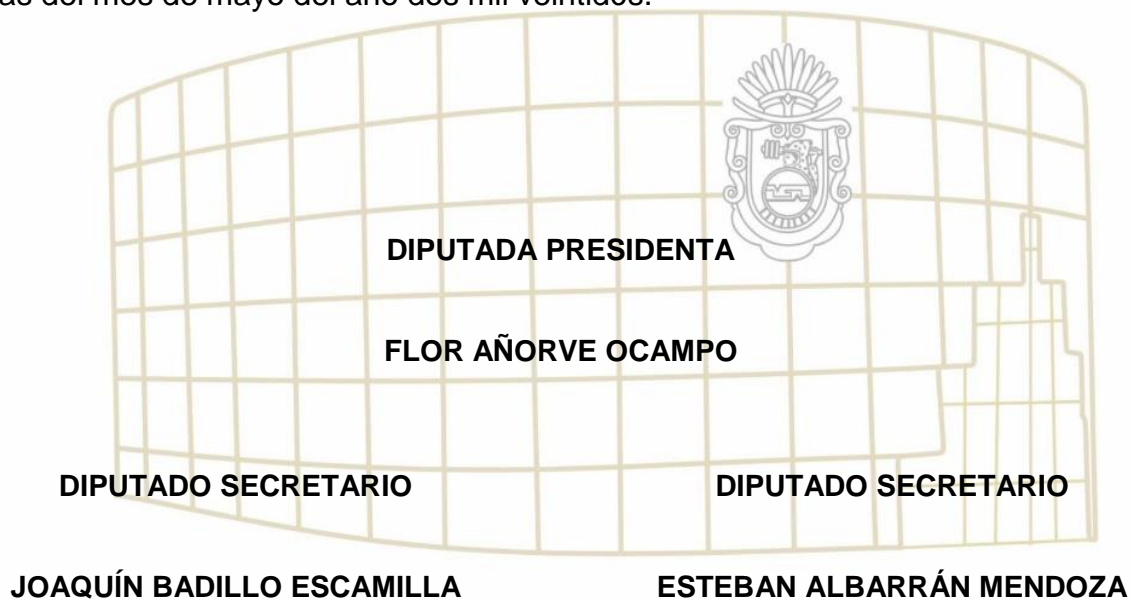 del mes de mayo del año dos mil veintidós.
DIPUTADA PRESIDENTA
FLOR AÑORVE OCAMPO
DIPUTADO SECRETARIO DIPUTADO SECRETARIO
JOAQUÍN BADILLO ESCAMILLA ESTEBAN ALBARRÁN MENDOZA